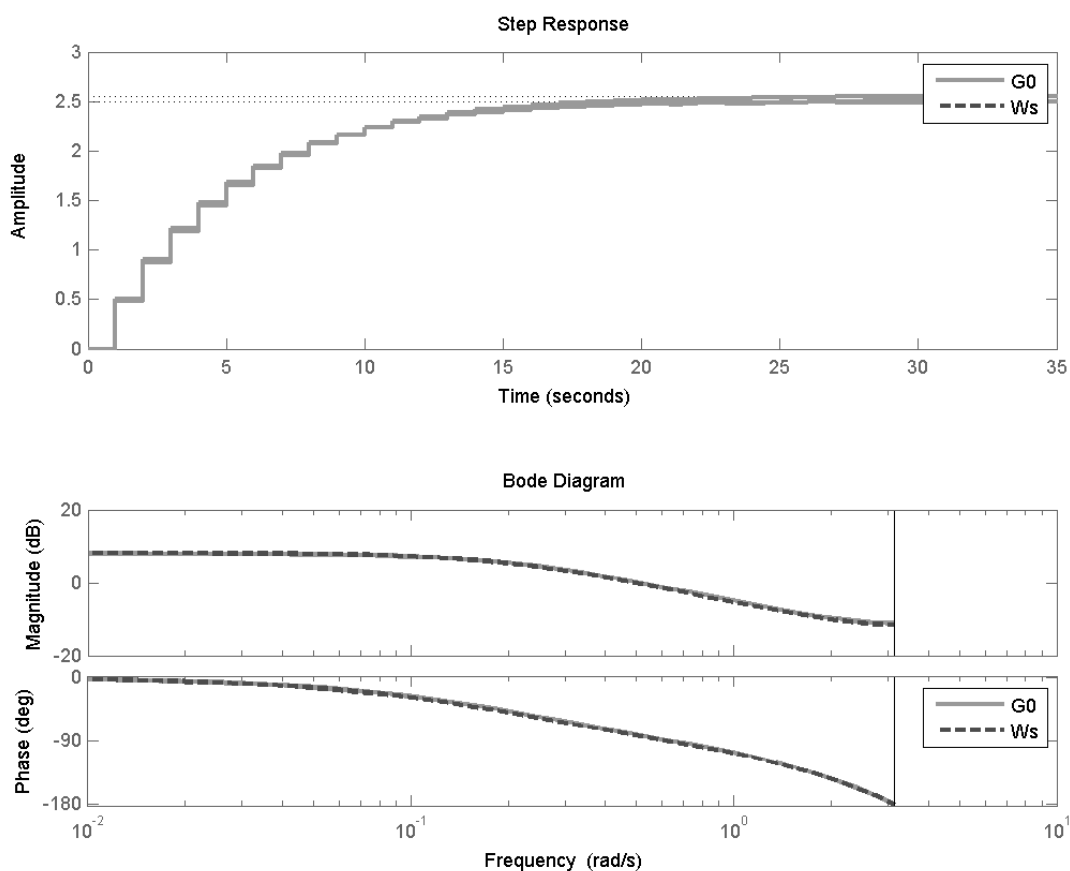 Step Response
3
2.5
2
1.5
1
0.5
0
Amplitude
G0
Ws
0 5 10 15 20 25 30 35
Time (seconds)
Bode Diagram
20
0
-20
Magnitude (dB)
0
-90
-180
Phase (deg)
G0
Ws
10^-2 10^-1 10^0 10^1
Frequency (rad/s)